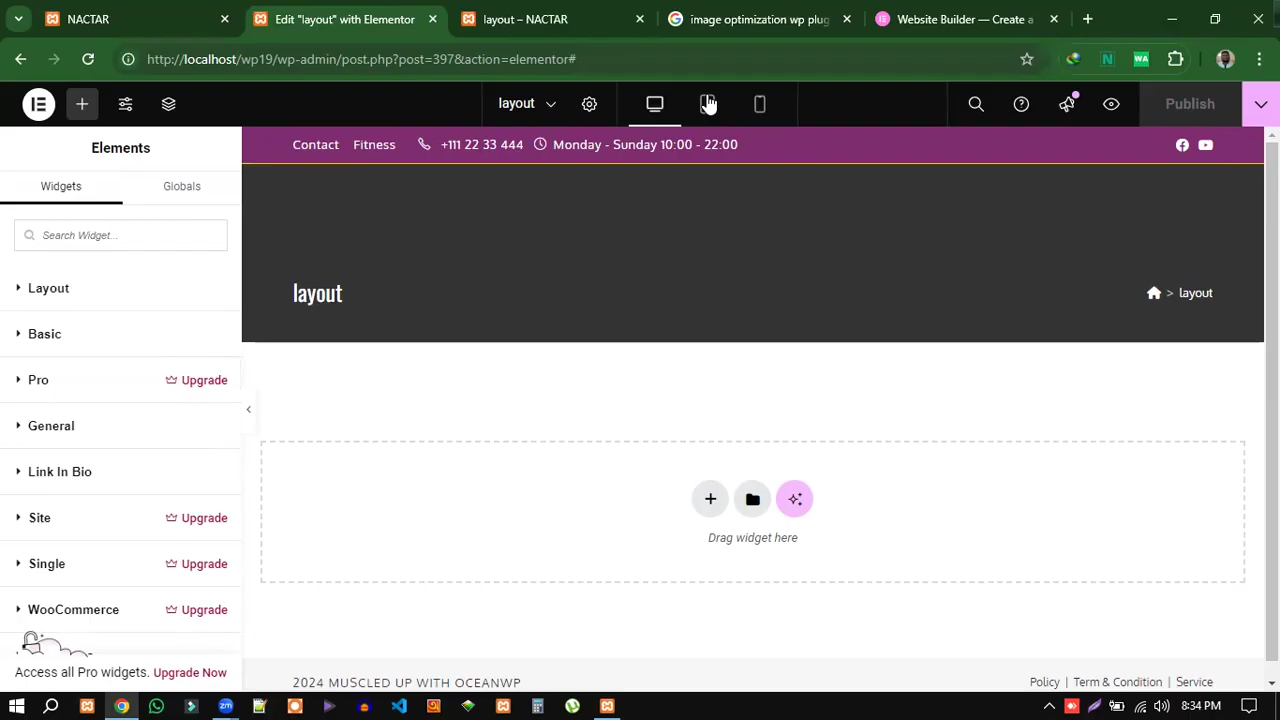 NACTAR
Edit "layout" with Elementor
layout – NACTAR
image optimization wp plug
Website Builder — Create a
http://localhost/wp19/wp-admin/post.php?post=397&action=elementor#
layout
Publish
Elements
Widgets
Globals
Search Widget...
Layout
Basic
Pro
Upgrade
General
Link In Bio
Site
Upgrade
Single
Upgrade
WooCommerce
Upgrade
Access all Pro widgets. Upgrade Now
Contact
Fitness
+111 22 33 444
Monday - Sunday 10:00 - 22:00
layout
> layout
Drag widget here
2024 MUSCLED UP WITH OCEANWP
Policy | Term & Condition | Service
8:34 PM